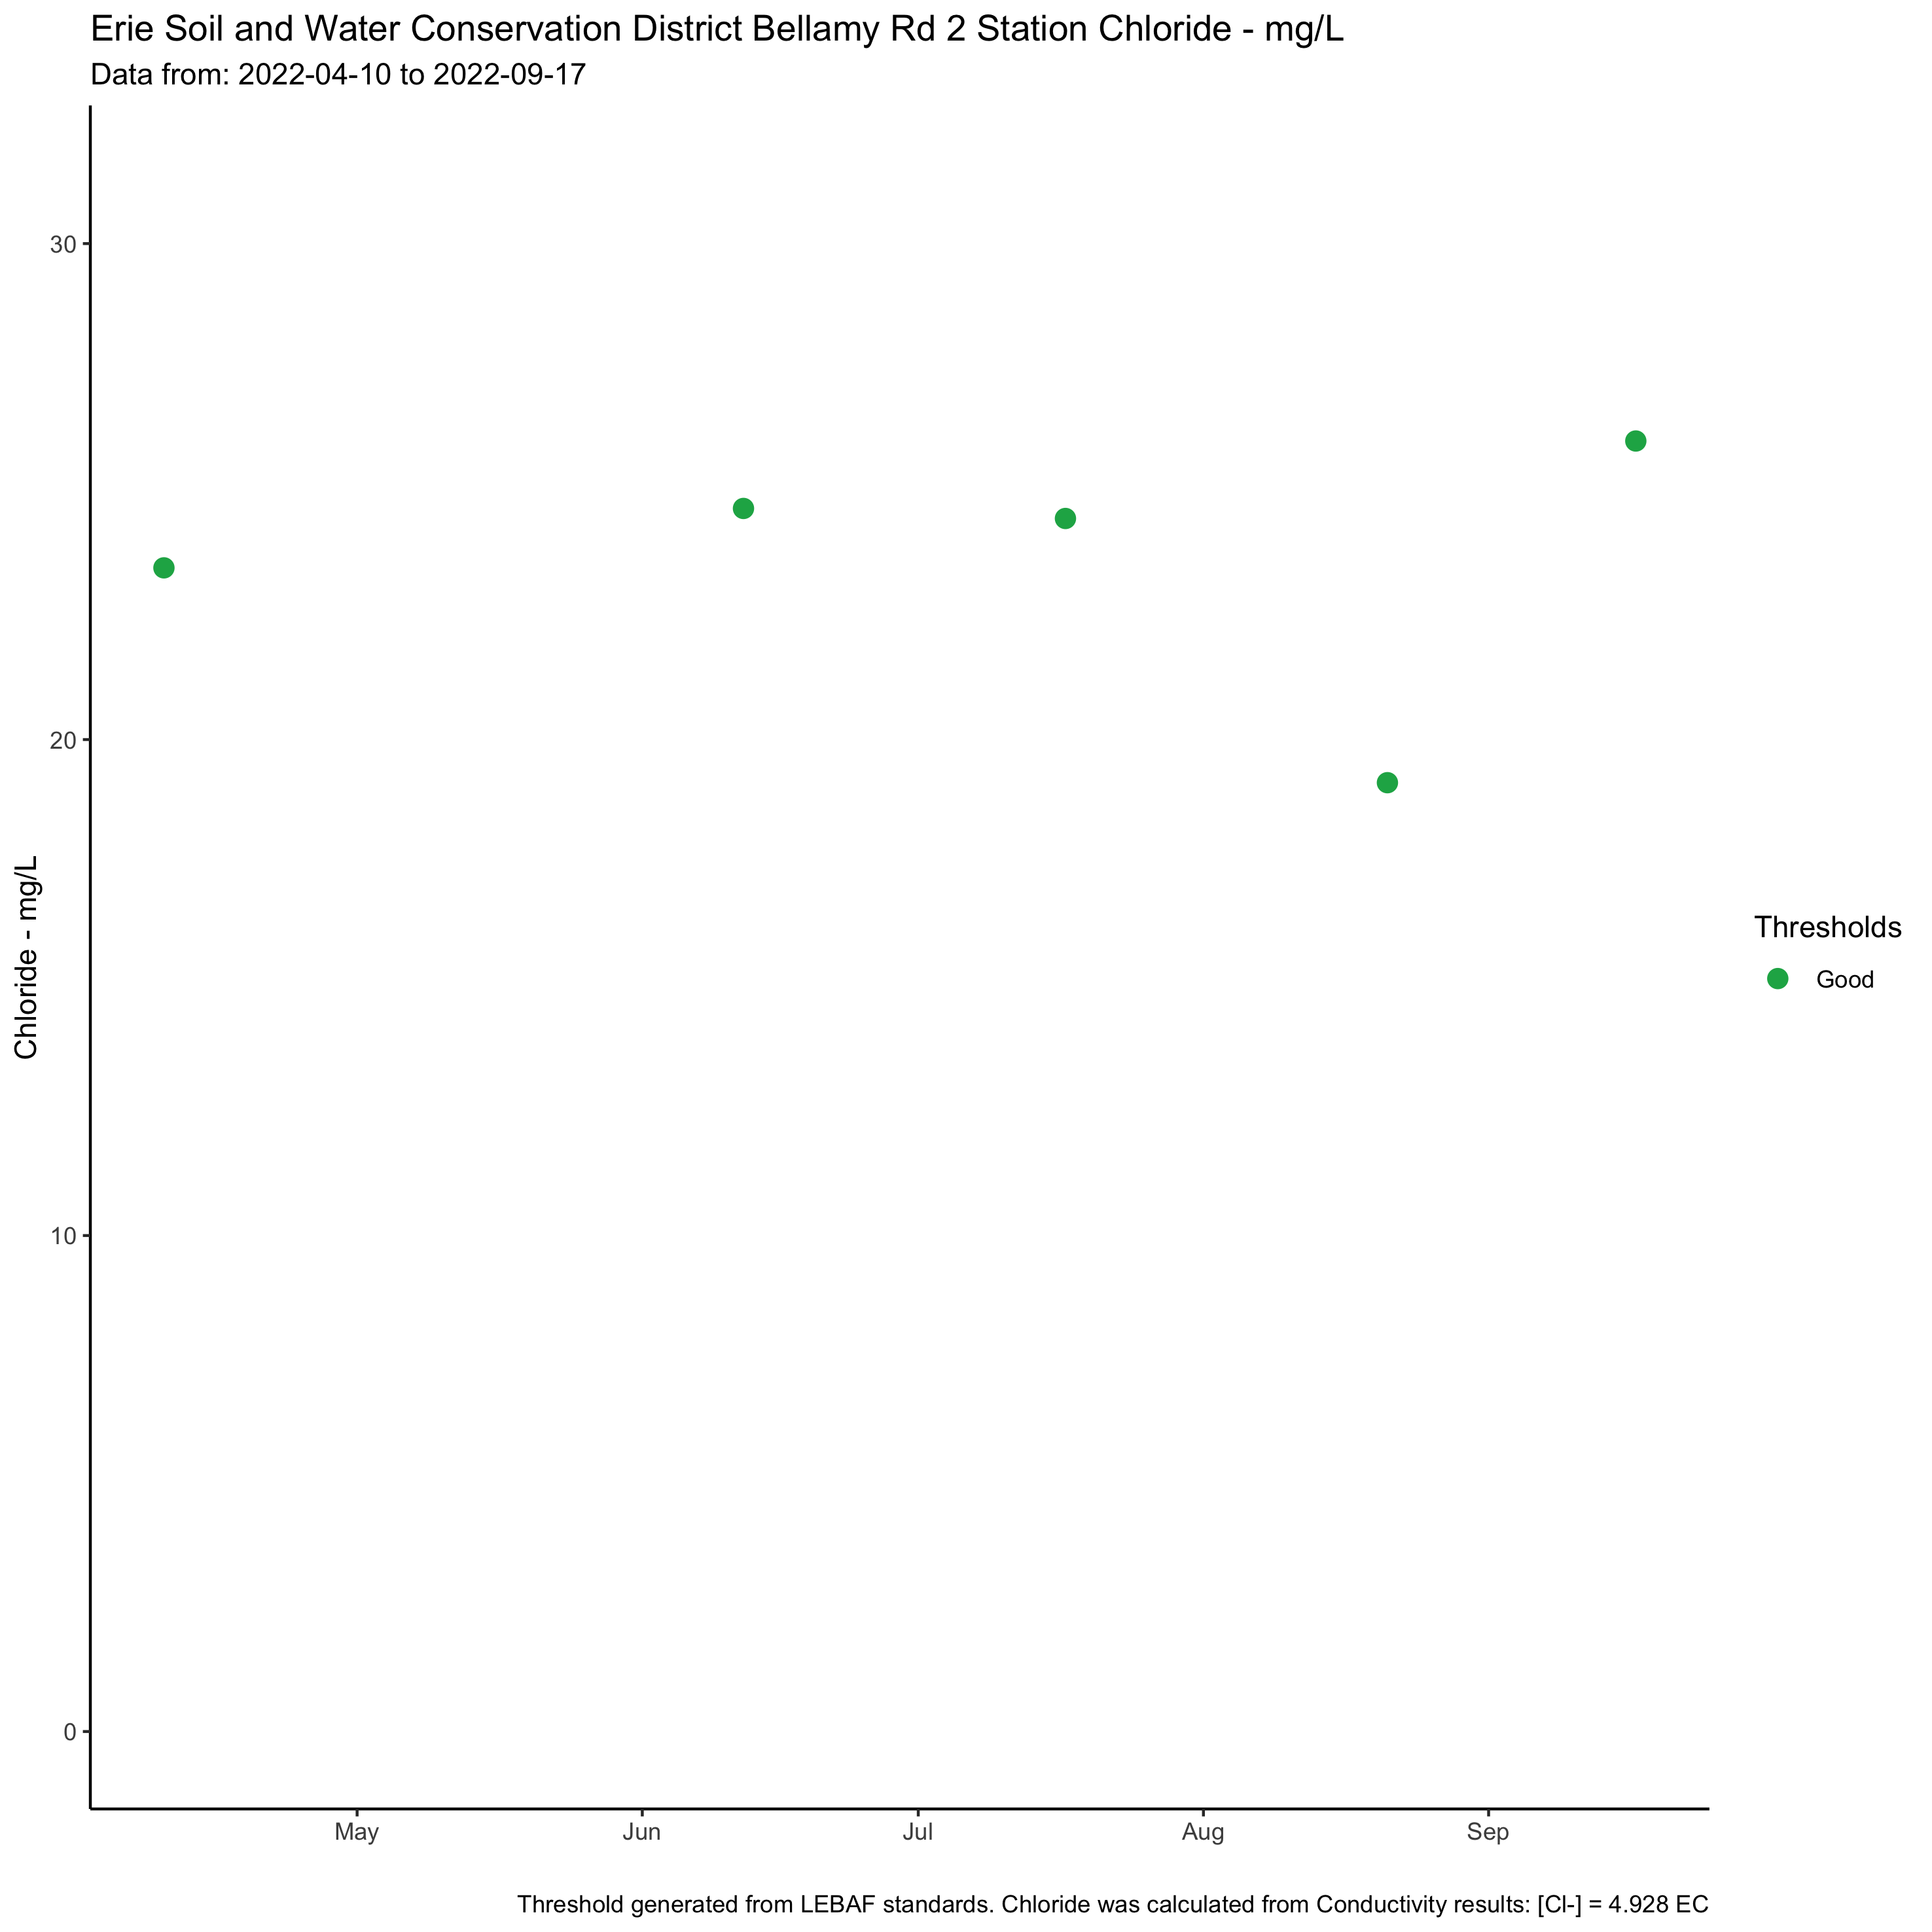 Erie Soil and Water Conservation District Bellamy Rd 2 Station Chloride - mg/L
Data from: 2022-04-10 to 2022-09-17
Chloride - mg/L
30
20
10
0
May Jun Jul Aug Sep
Thresholds
Good
Threshold generated from LEBAF standards. Chloride was calculated from Conductivity results: [Cl-] = 4.928 EC